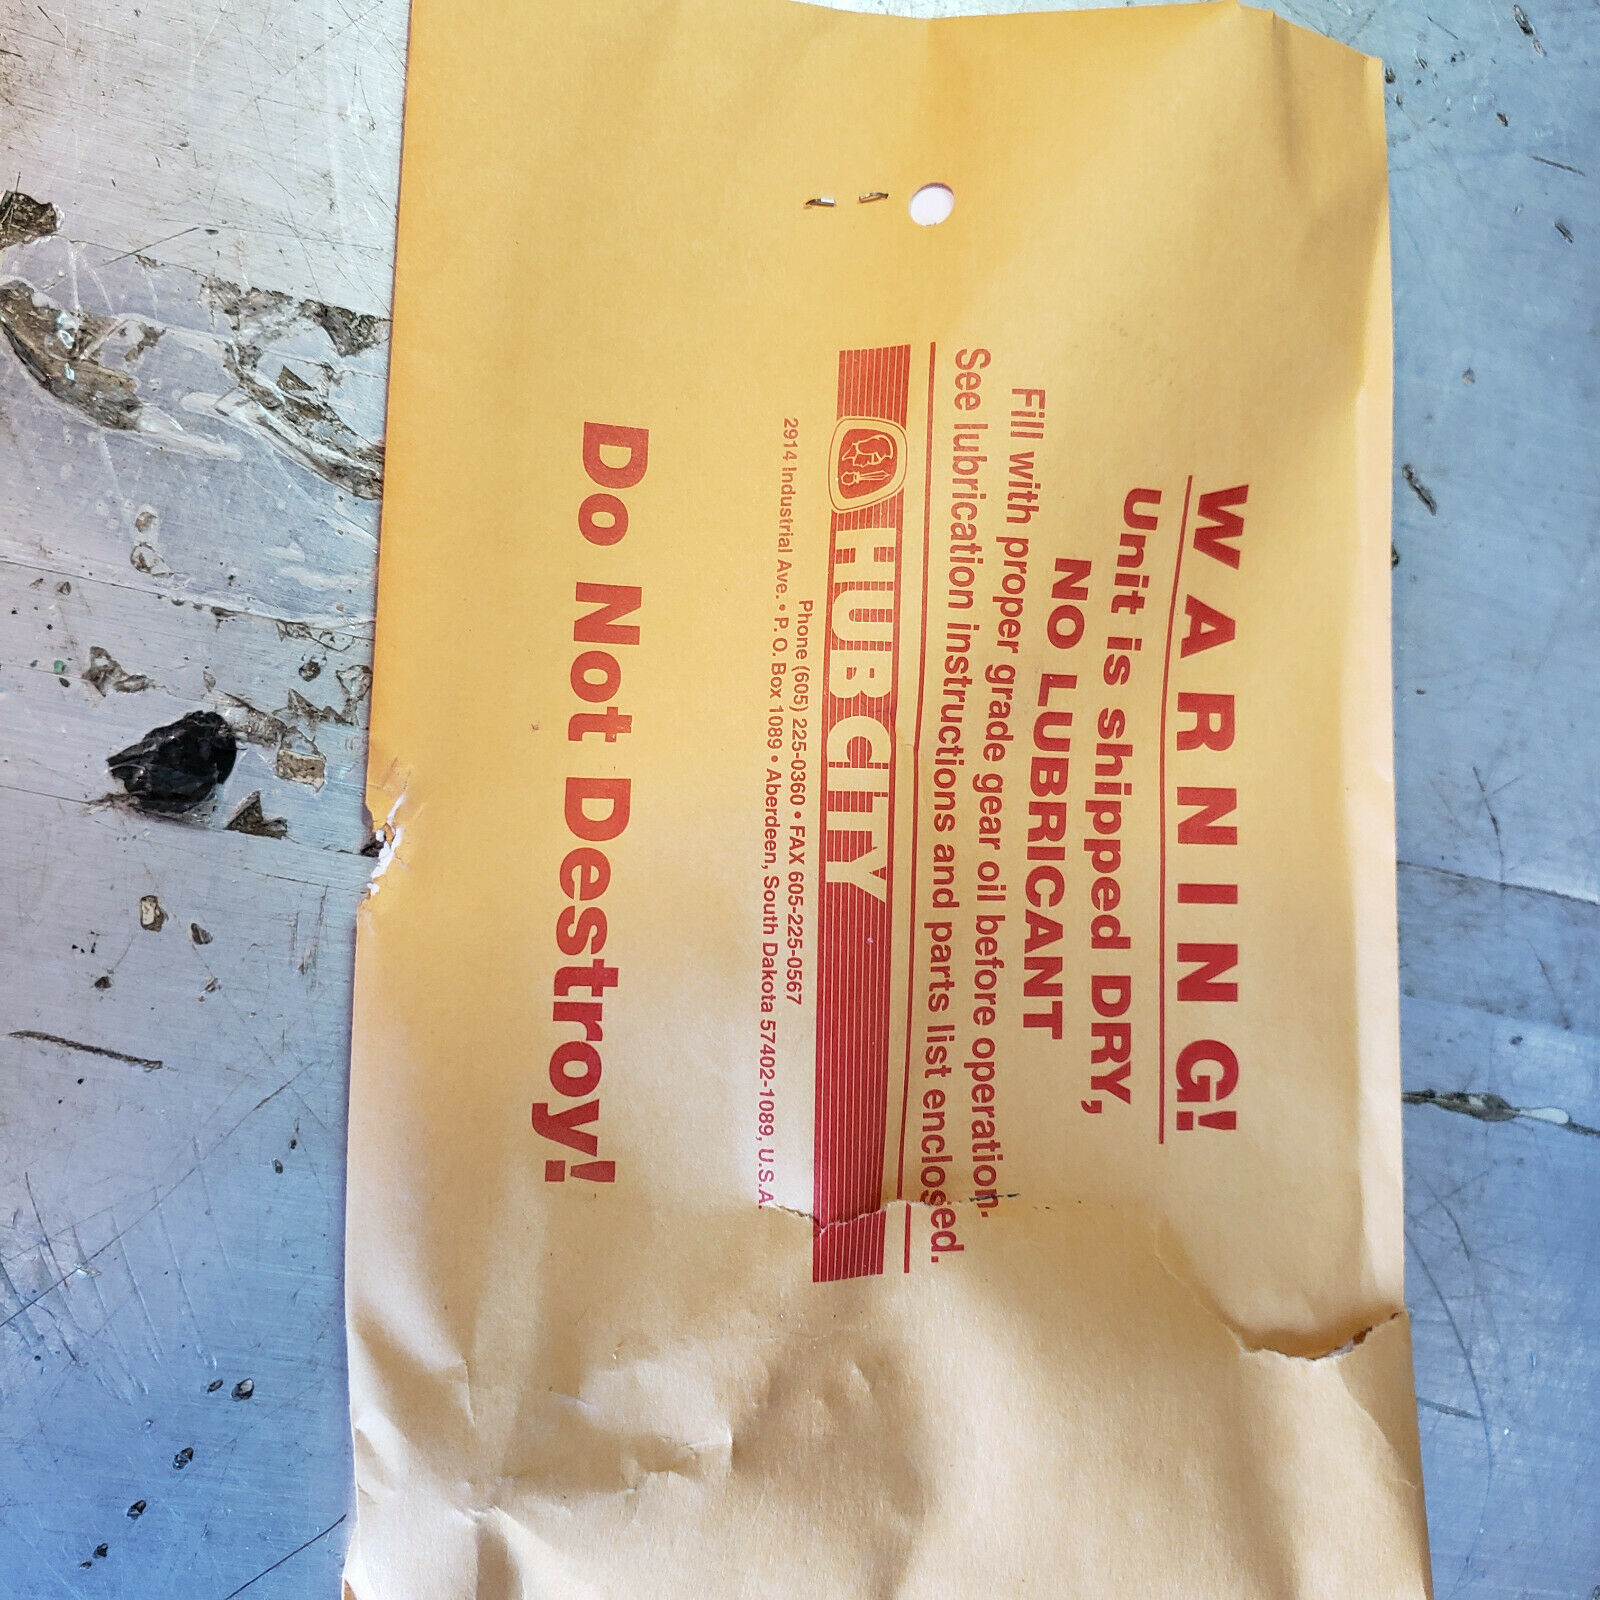 WARNING!
Unit is shipped DRY,
NO LUBRICANT
Fill with proper grade gear oil before operation.
See lubrication instructions and parts list enclosed.
HUB CITY
Phone (605) 225-0360 • FAX 605-225-0567
2914 Industrial Ave. • P. O. Box 1089 • Aberdeen, South Dakota 57402-1089, U.S.A.
Do Not Destroy!